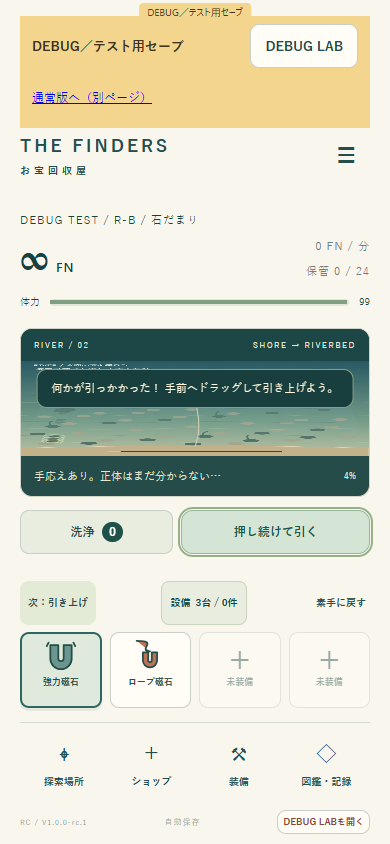 DEBUG／テスト用セーブ
DEBUG／テスト用セーブ
DEBUG LAB
通常版へ（別ページ）
THE FINDERS
お宝回収屋
☰
DEBUG TEST / R-B / 石だまり
∞ FN
0 FN / 分
保管 0 / 24
体力
99
RIVER / 02
SHORE → RIVERBED
何かが引っかかった！ 手前へドラッグして引き上げよう。
手応えあり。正体はまだ分からない…
4%
洗浄 0
押し続けて引く
次：引き上げ
設備 3台 / 0件
素手に戻す
強力磁石
ロープ磁石
未装備
未装備
探索場所
ショップ
装備
図鑑・記録
RC / V1.0.0-rc.1
自動保存
DEBUG LABを開く